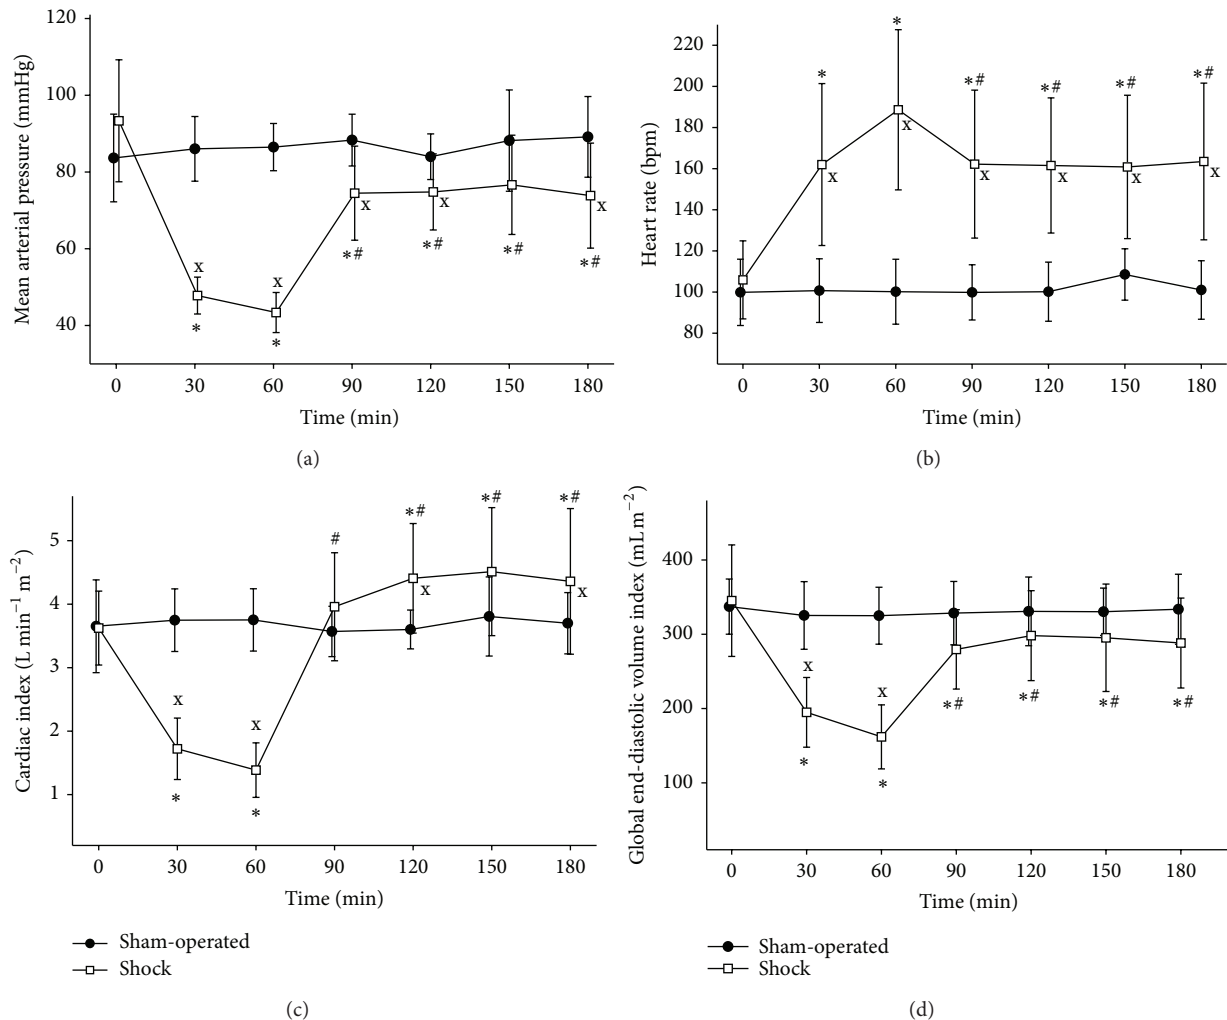 Mean arterial pressure (mmHg)
120
100
80
60
40
x
*
x
*
x
*#
x
*#
*#
x
*#
0 30 60 90 120 150 180
Time (min)
(a)
Heart rate (bpm)
220
200
180
160
140
120
100
80
*
x
*
x
*#
x
*#
x
*#
x
*#
x
0 30 60 90 120 150 180
Time (min)
(b)
Cardiac index (L min⁻¹ m⁻²)
5
4
3
2
1
x
*
x
*
#
*#
x
*#
*#
x
0 30 60 90 120 150 180
Time (min)
Sham-operated
Shock
(c)
Global end-diastolic volume index (mL m⁻²)
400
300
200
100
x
*
x
*
*#
*#
*#
*#
0 30 60 90 120 150 180
Time (min)
Sham-operated
Shock
(d)